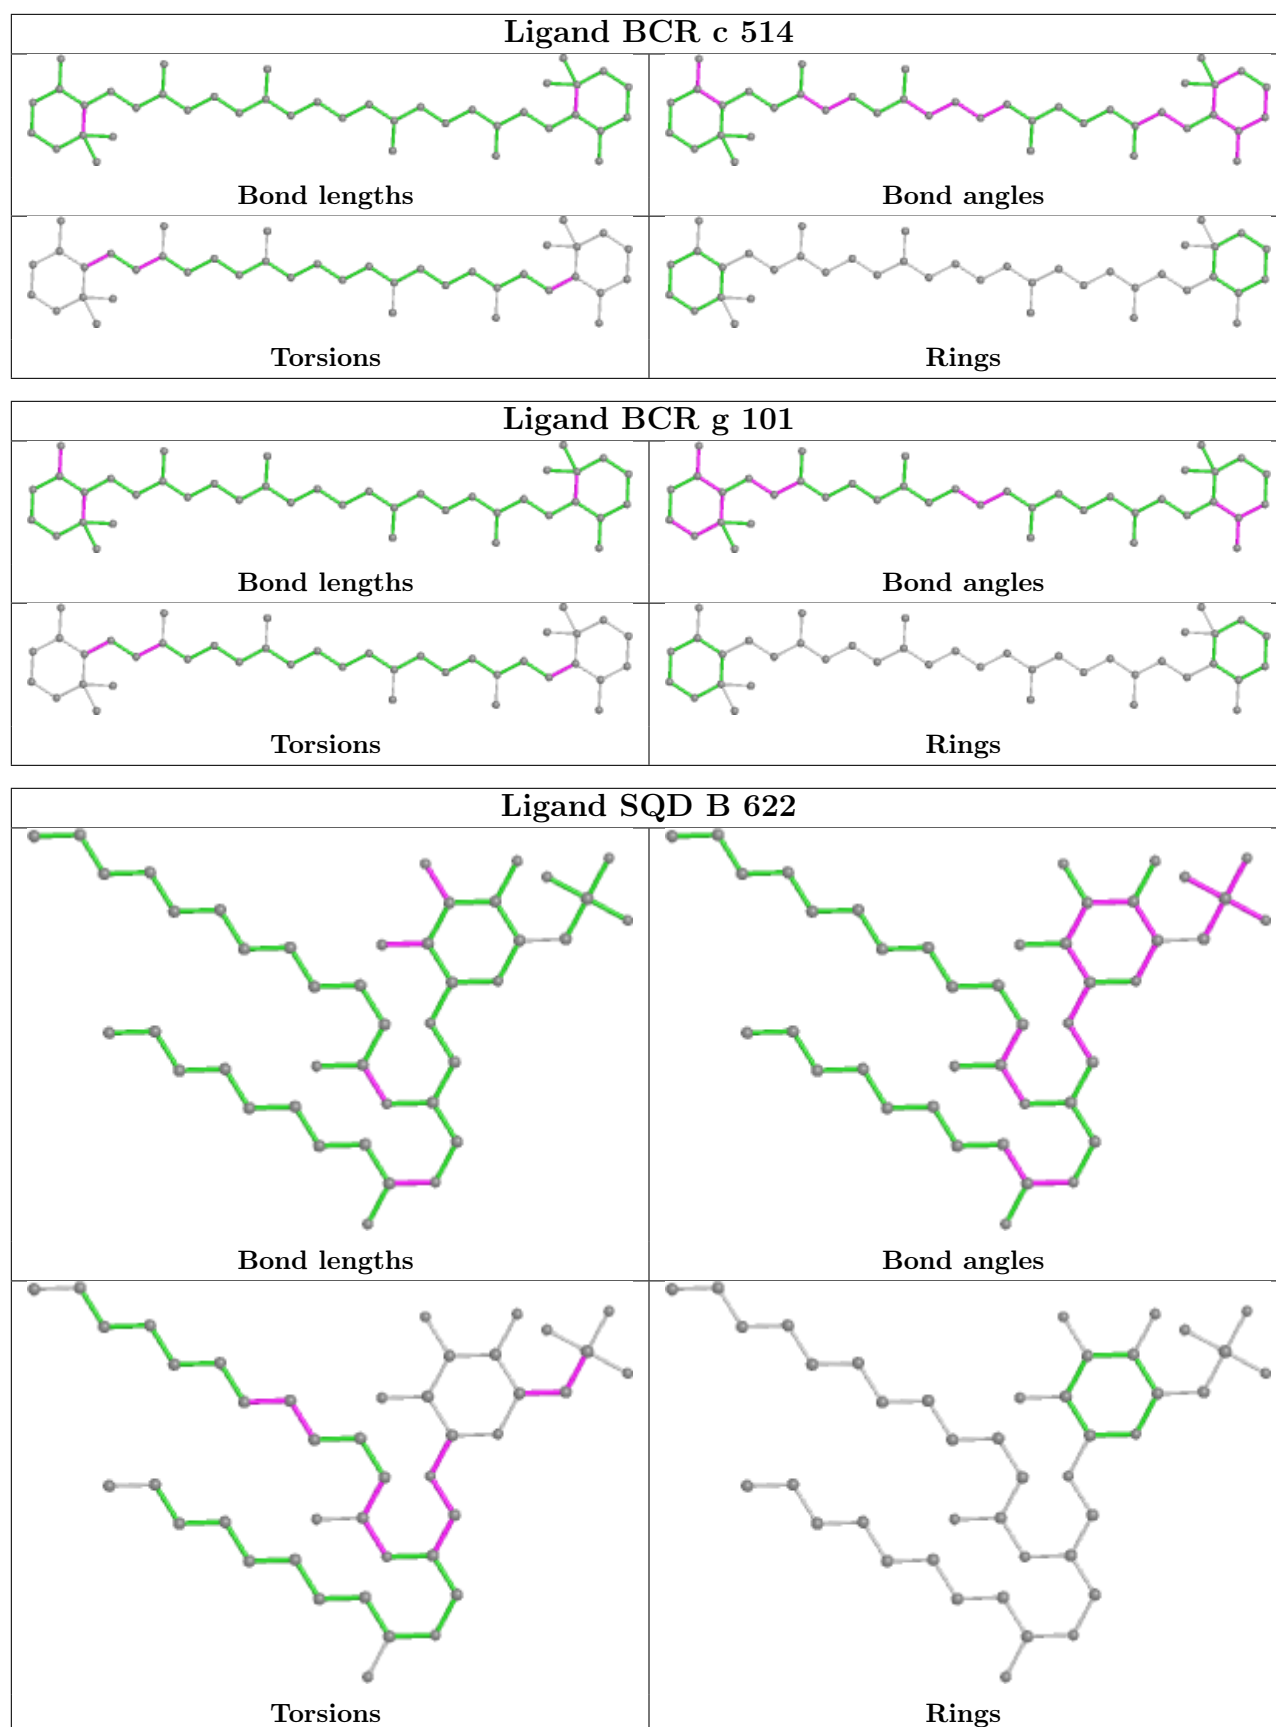 Ligand BCR c 514
Bond lengths
Bond angles
Torsions
Rings
Ligand BCR g 101
Bond lengths
Bond angles
Torsions
Rings
Ligand SQD B 622
Bond lengths
Bond angles
Torsions
Rings